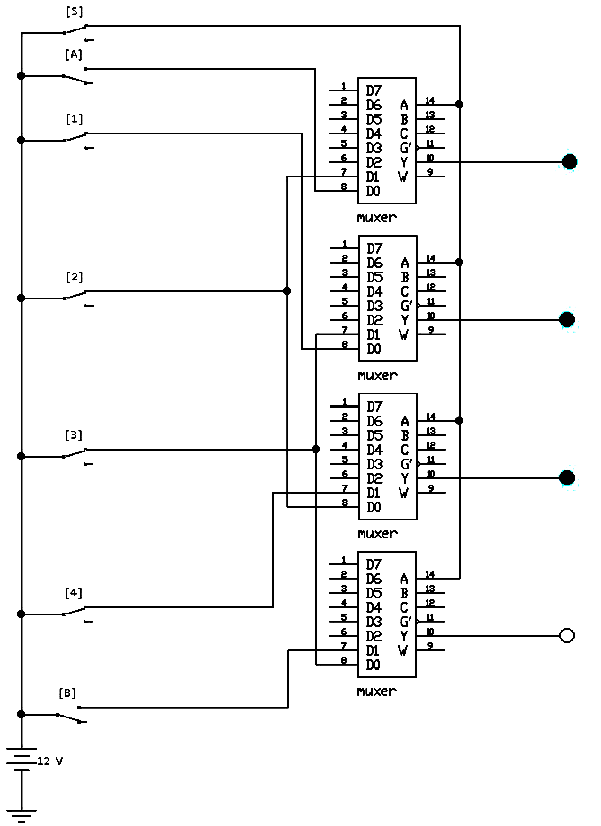 [S]
[A]
[1]
[2]
[3]
[4]
[B]
12 V
1 D7
2 D6 A 14
3 D5 B 13
4 D4 C 12
5 D3 G' 11
6 D2 Y 10
7 D1 W 9
8 D0
muxer
1 D7
2 D6 A 14
3 D5 B 13
4 D4 C 12
5 D3 G' 11
6 D2 Y 10
7 D1 W 9
8 D0
muxer
1 D7
2 D6 A 14
3 D5 B 13
4 D4 C 12
5 D3 G' 11
6 D2 Y 10
7 D1 W 9
8 D0
muxer
1 D7
2 D6 A 14
3 D5 B 13
4 D4 C 12
5 D3 G' 11
6 D2 Y 10
7 D1 W 9
8 D0
muxer